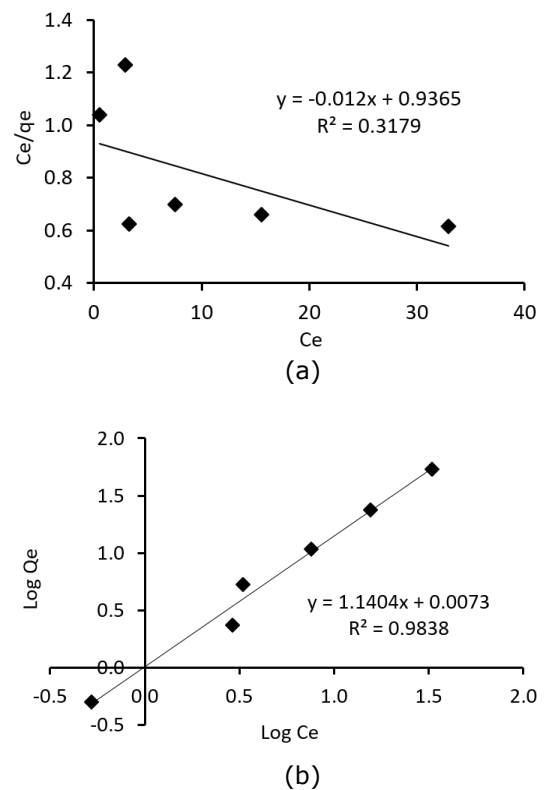 1.4
1.2
1.0
0.8
0.6
0.4
Ce/qe
y = -0.012x + 0.9365
R² = 0.3179
0 10 20 30 40
Ce
(a)
2.0
1.5
1.0
0.5
0.0
-0.5
Log Qe
y = 1.1404x + 0.0073
R² = 0.9838
-0.5 0.0 0.5 1.0 1.5 2.0
Log Ce
(b)